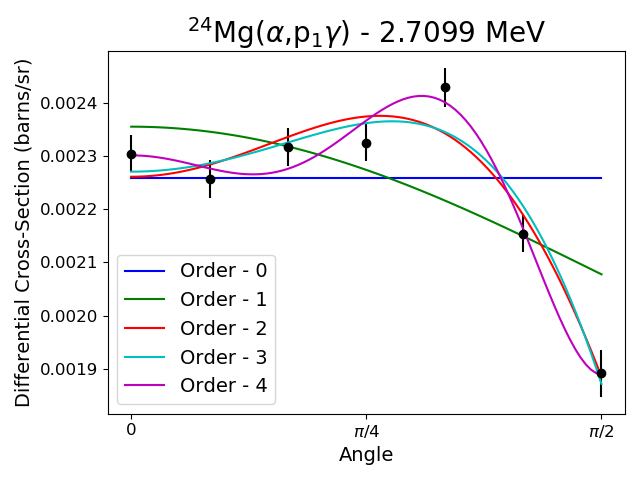 ²⁴Mg(α,p₁γ) - 2.7099 MeV
Differential Cross-Section (barns/sr)
0.0024
0.0023
0.0022
0.0021
0.0020
0.0019
Order - 0
Order - 1
Order - 2
Order - 3
Order - 4
0 π/4 π/2
Angle